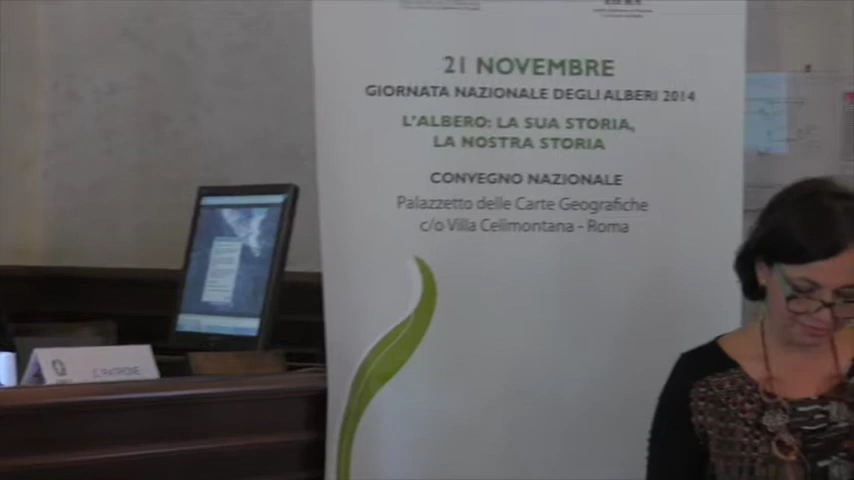 21 NOVEMBRE
GIORNATA NAZIONALE DEGLI ALBERI 2014
L'ALBERO: LA SUA STORIA,
LA NOSTRA STORIA
CONVEGNO NAZIONALE
Palazzetto delle Carte Geografiche
c/o Villa Celimontana - Roma